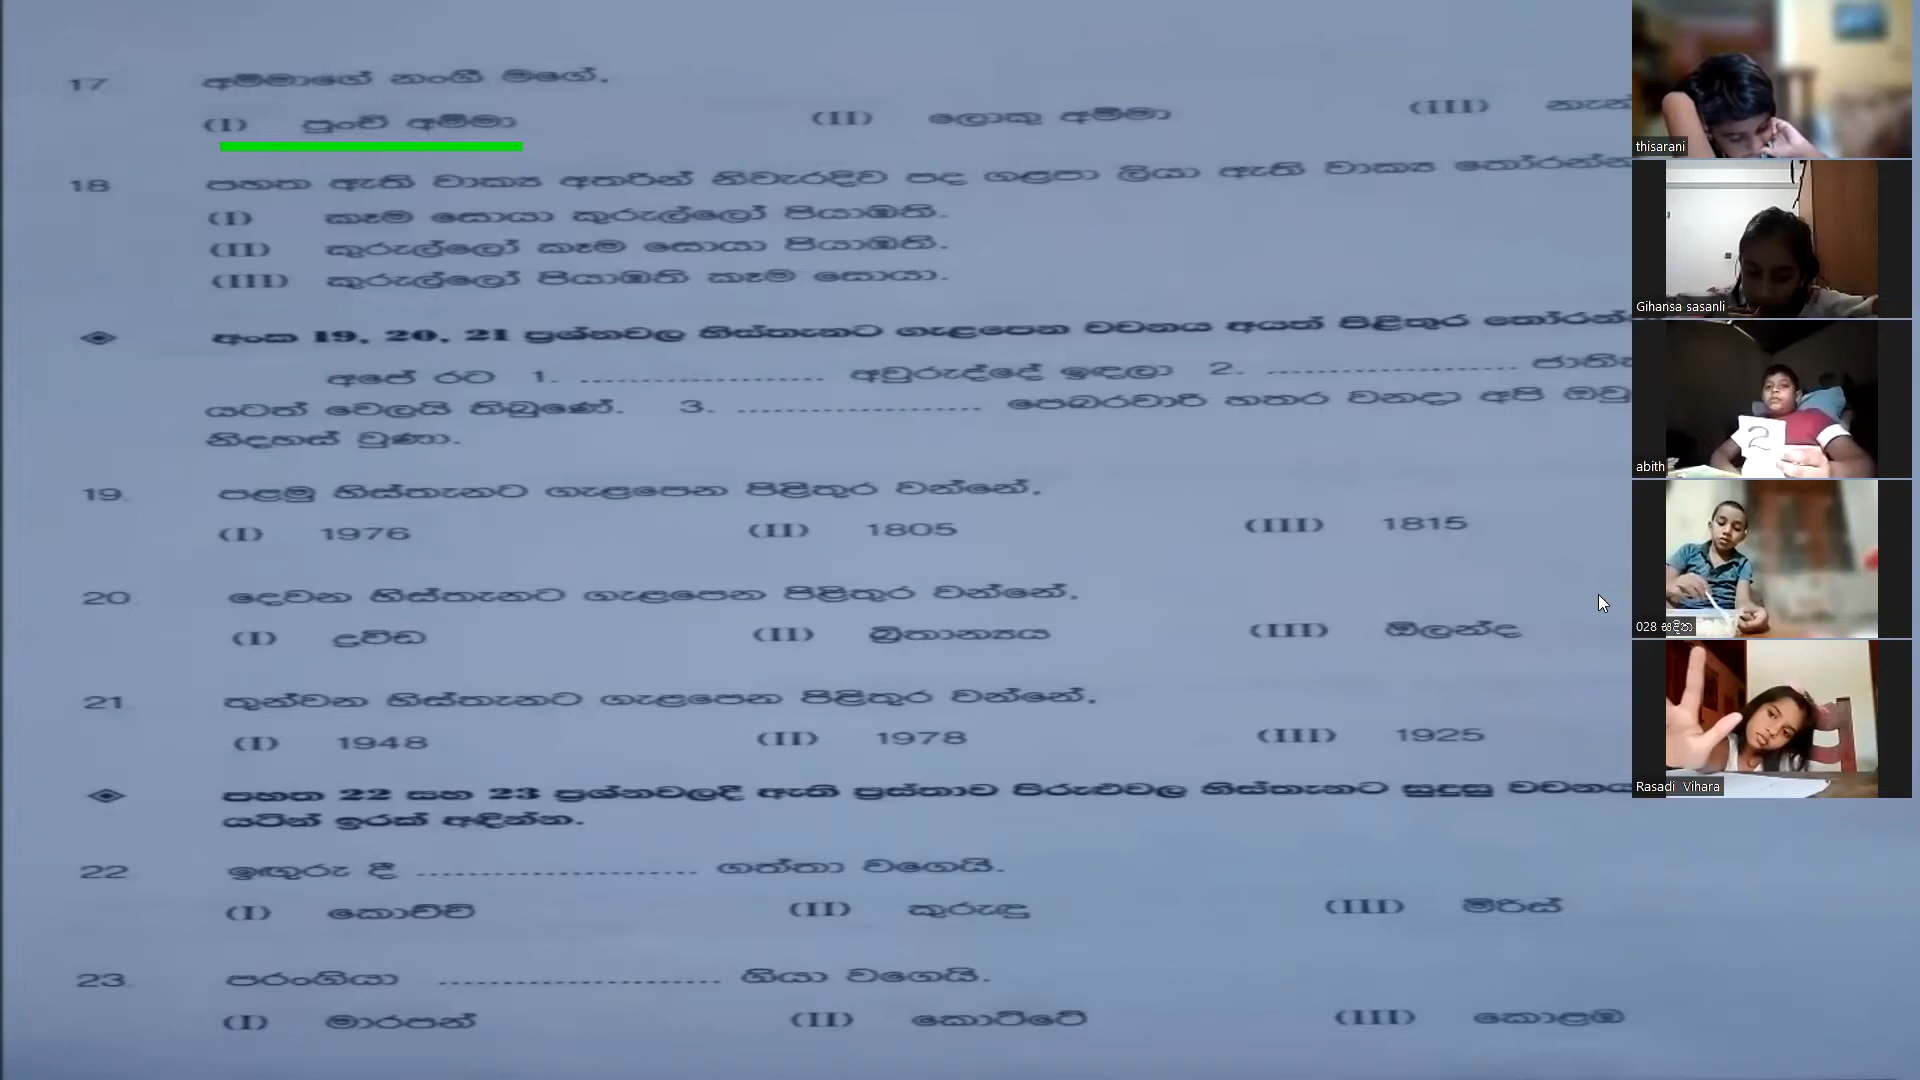 17 අම්මාගේ නංගී මගේ.
(I) පුංචි අම්මා (II) ලොකු අම්මා (III)
18 පහත ඇති වාක්‍ය අතරින් නිවැරදිව පද ගළපා ලියා ඇති වාක්‍ය
(I) කෑම සොයා කුරුල්ලෝ පියාඹති.
(II) කුරුල්ලෝ කෑම සොයා පියාඹති.
(III) කුරුල්ලෝ පියාඹති කෑම සොයා.
අංක 19, 20, 21 ප්‍රශ්නවල හිස්තැනට ගැළපෙන වචනය අයත් පිළිතුර
අපේ රට 1. .................... අවුරුද්දේ ඉඳලා 2. ....................
යටත් වෙලයි තිබුණේ. 3. .................... පෙබරවාරි හතර වනදා අපි
නිදහස් වුණා.
19. පළමු හිස්තැනට ගැළපෙන පිළිතුර වන්නේ.
(I) 1976 (II) 1805 (III) 1815
20. දෙවන හිස්තැනට ගැළපෙන පිළිතුර වන්නේ.
(I) ද්‍රවිඩ (II) බ්‍රිතාන්‍යය (III) ඕලන්ද
21. තුන්වන හිස්තැනට ගැළපෙන පිළිතුර වන්නේ.
(I) 1948 (II) 1978 (III) 1925
පහත 22 සහ 23 ප්‍රශ්නවලදී ඇති ප්‍රස්තාව පිරුළුවල හිස්තැනට සුදුසු වචනය
යටින් ඉරක් අඳින්න.
22 ඉඟුරු දී ........................ ගත්තා වගෙයි.
(I) කොච්චි (II) කුරුඳු (III) මිරිස්
23. පරංගියා ........................ ගියා වගෙයි.
(I) මාරපන් (II) කොට්ටේ (III) කොළඹ
thisarani
Gihansa sasanli
abith
2
028
Rasadi Vihara